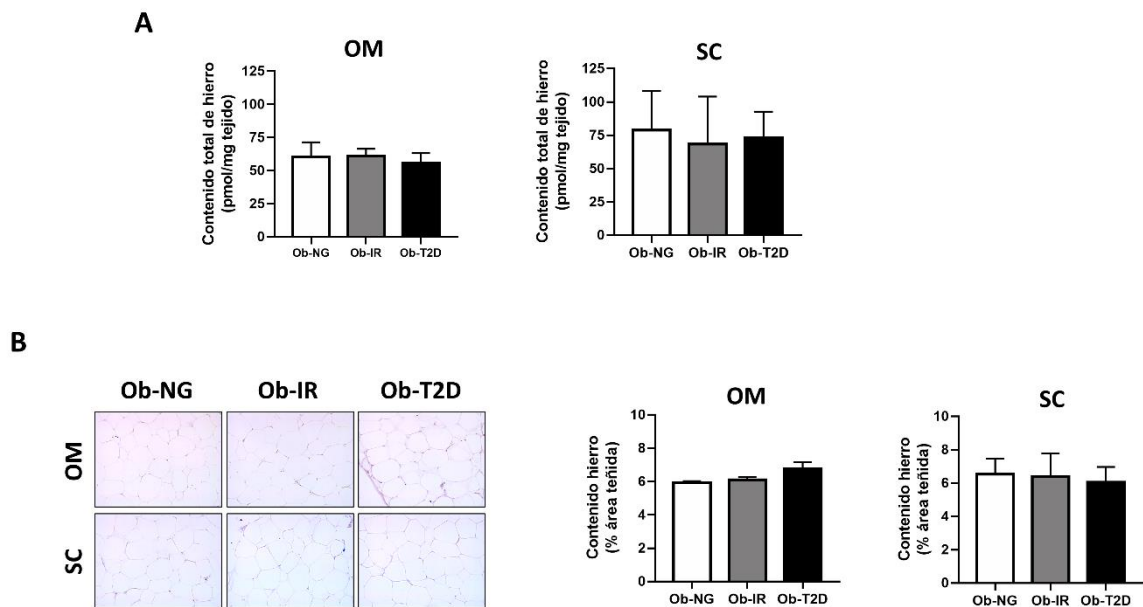 A
OM
Contenido total de hierro
(pmol/mg tejido)
125
100
75
50
25
0
Ob-NG Ob-IR Ob-T2D
SC
Contenido total de hierro
(pmol/mg tejido)
125
100
75
50
25
0
Ob-NG Ob-IR Ob-T2D
B
Ob-NG Ob-IR Ob-T2D
OM
SC
OM
Contenido hierro
(% área teñida)
10
8
6
4
2
0
Ob-NG Ob-IR Ob-T2D
SC
Contenido hierro
(% área teñida)
10
8
6
4
2
0
Ob-NG Ob-IR Ob-T2D